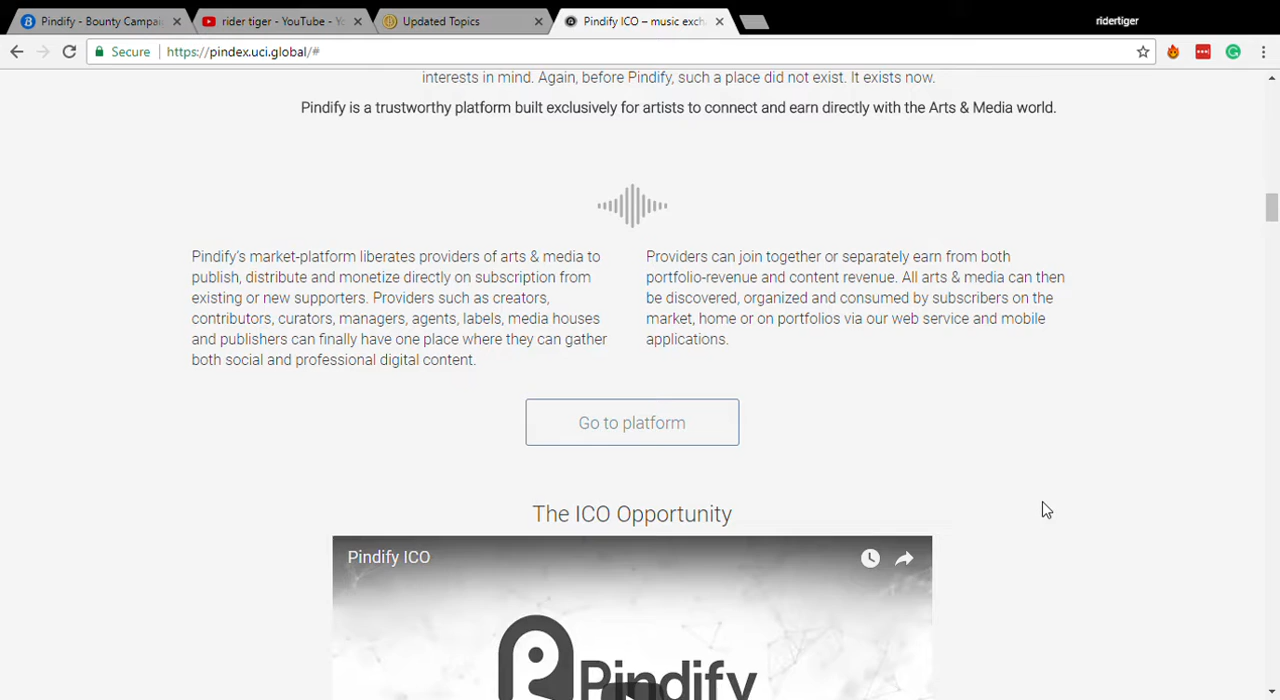 Pindify - Bounty Campai
rider tiger - YouTube - Yo
Updated Topics
Pindify ICO – music exch
ridertiger
Secure
https://pindex.uci.global/#
interests in mind. Again, before Pindify, such a place did not exist. It exists now.
Pindify is a trustworthy platform built exclusively for artists to connect and earn directly with the Arts & Media world.
Pindify's market-platform liberates providers of arts & media to
publish, distribute and monetize directly on subscription from
existing or new supporters. Providers such as creators,
contributors, curators, managers, agents, labels, media houses
and publishers can finally have one place where they can gather
both social and professional digital content.
Providers can join together or separately earn from both
portfolio-revenue and content revenue. All arts & media can then
be discovered, organized and consumed by subscribers on the
market, home or on portfolios via our web service and mobile
applications.
Go to platform
The ICO Opportunity
Pindify ICO
Pindify